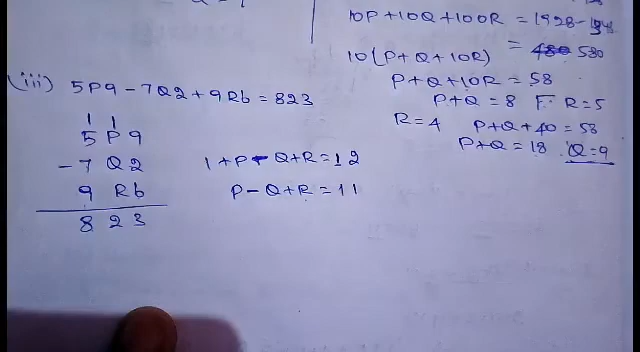 10P+10Q+100R = 1928-1348
10(P+Q+10R) = 480 580
P+Q+10R = 58
P+Q = 8 F. R=5
R=4 P+Q+40=58
P+Q=18 Q=9
(iii) 5P9-7Q2+9R6=823
1 1
5 P 9
- 7 Q 2
9 R 6
8 2 3
1+P-Q+R=12
P-Q+R=11